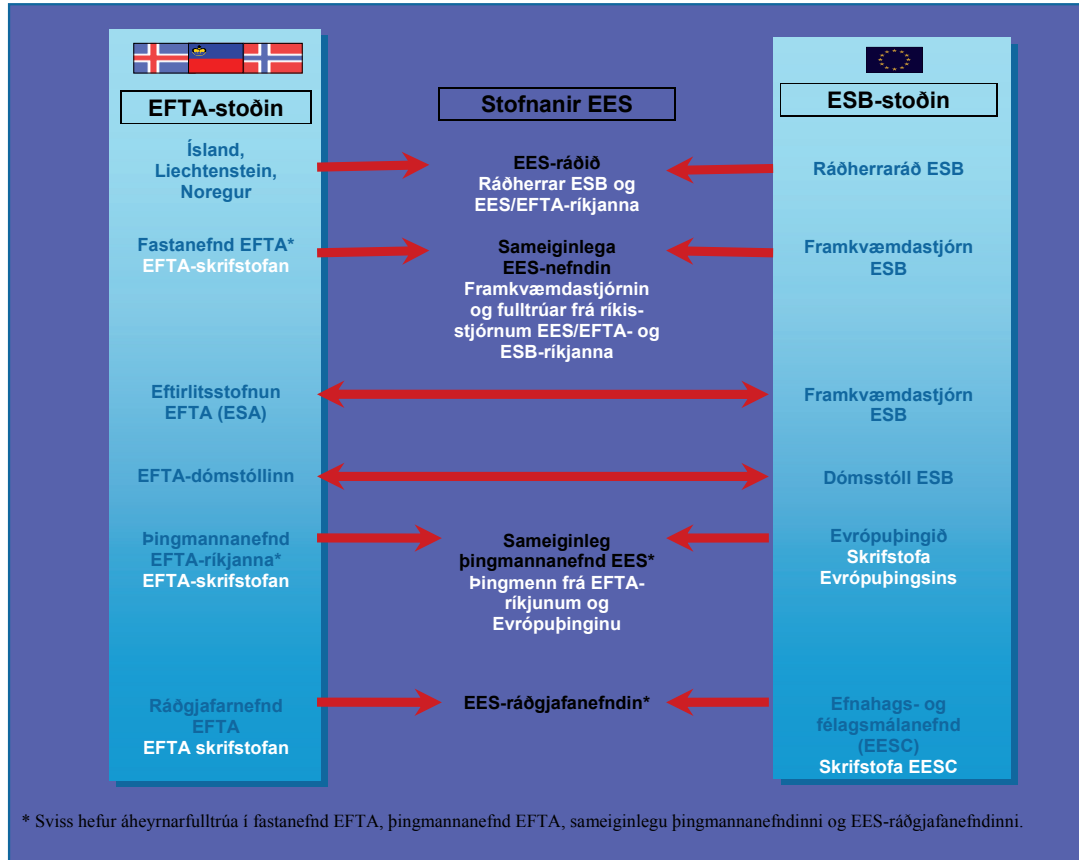 EFTA-stoðin
Ísland,
Liechtenstein,
Noregur
Fastanefnd EFTA*
EFTA-skrifstofan
Eftirlitsstofnun
EFTA (ESA)
EFTA-dómstóllinn
Þingmannanefnd
EFTA-ríkjanna*
EFTA-skrifstofan
Ráðgjafarnefnd
EFTA
EFTA skrifstofan
Stofnanir EES
EES-ráðið
Ráðherrar ESB og
EES/EFTA-ríkjanna
Sameiginlega
EES-nefndin
Framkvæmdastjórnin
og fulltrúar frá ríkis-
stjórnum EES/EFTA- og
ESB-ríkjanna
Sameiginleg
þingmannanefnd EES*
Þingmenn frá EFTA-
ríkjunum og
Evrópuþinginu
EES-ráðgjafanefndin*
ESB-stoðin
Ráðherraráð ESB
Framkvæmdastjórn
ESB
Framkvæmdastjórn
ESB
Dómsstóll ESB
Evrópuþingið
Skrifstofa
Evrópuþingsins
Efnahags- og
félagsmálanefnd
(EESC)
Skrifstofa EESC
* Sviss hefur áheyrnarfulltrúa í fastanefnd EFTA, þingmannanefnd EFTA, sameiginlegu þingmannanefndinni og EES-ráðgjafanefndinni.